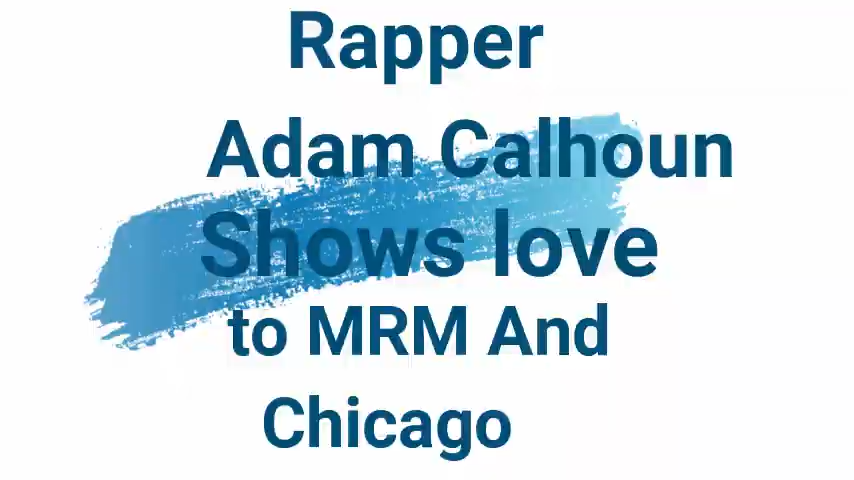 Rapper
Adam Calhoun
Shows love
to MRM And
Chicago